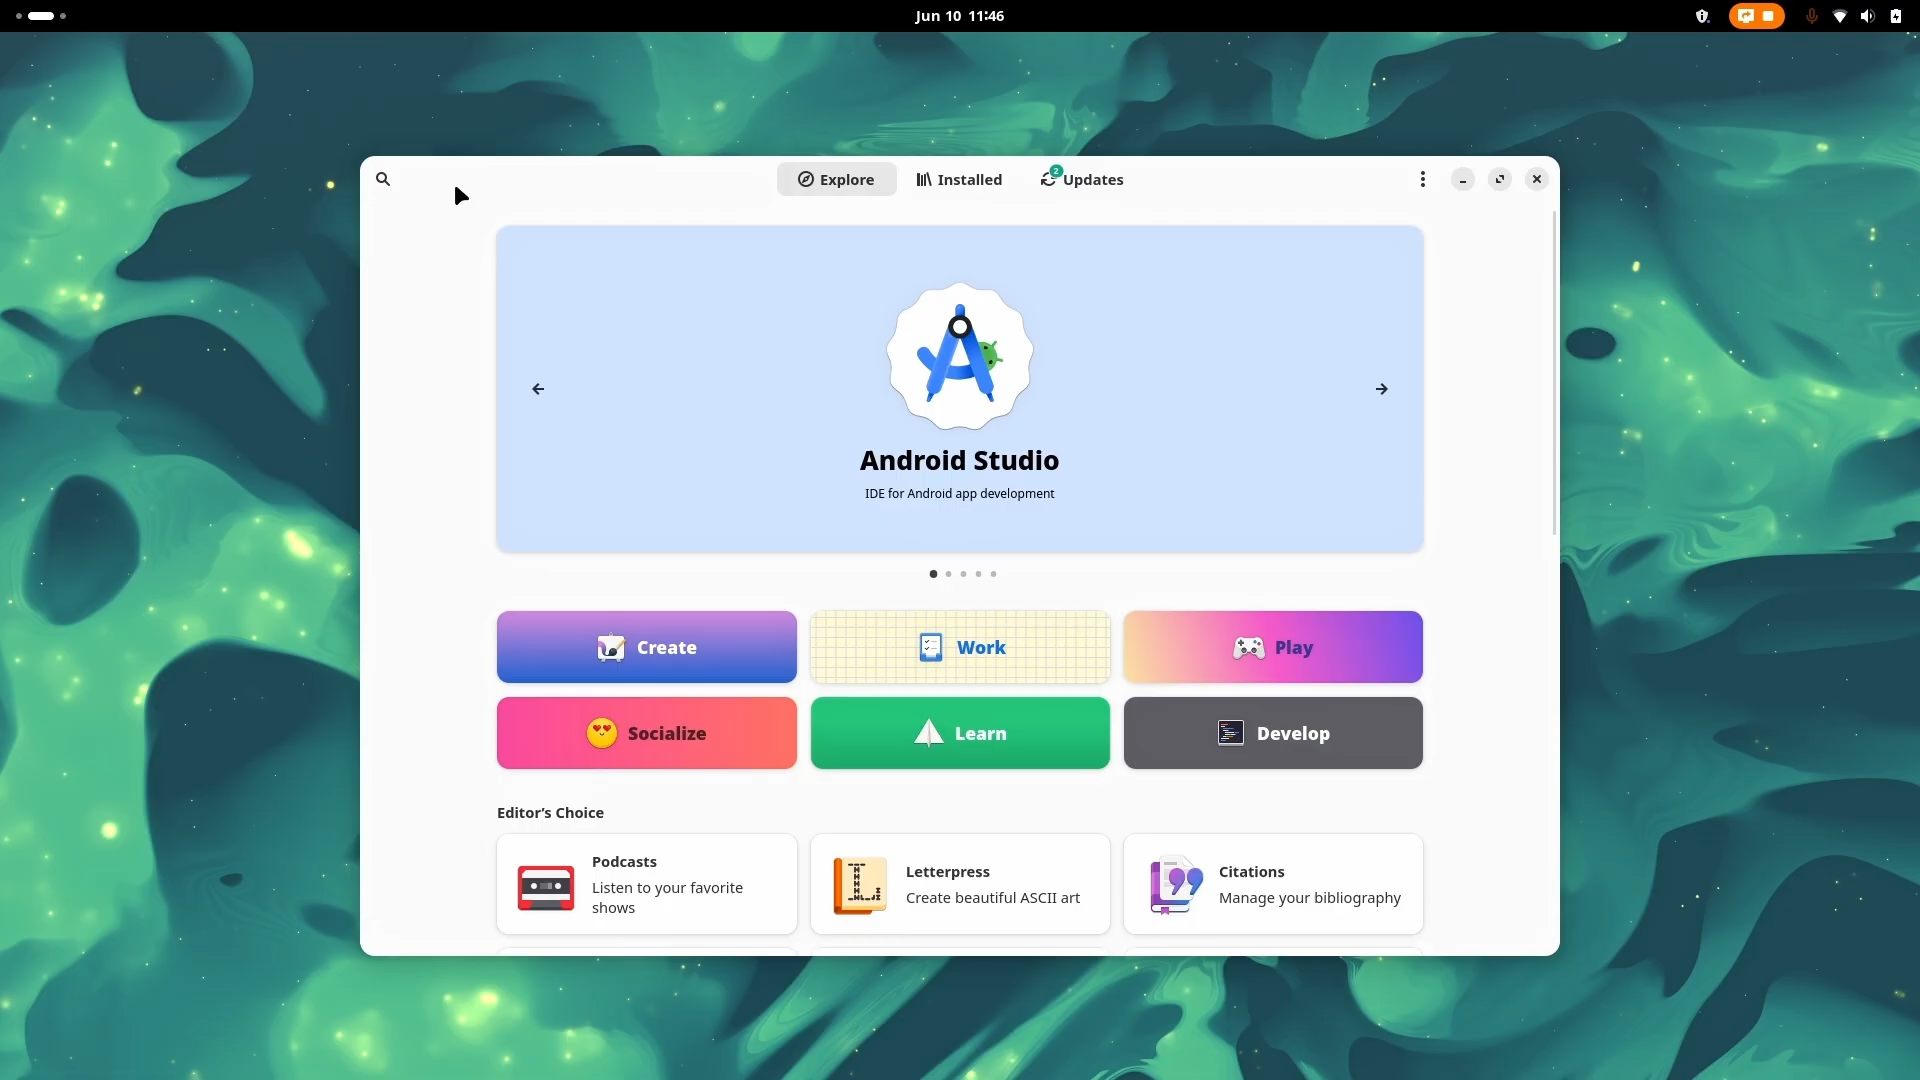 Jun 10 11:46
Explore
Installed
2
Updates
Android Studio
IDE for Android app development
Create
Work
Play
Socialize
Learn
Develop
Editor’s Choice
Podcasts
Listen to your favorite
shows
Letterpress
Create beautiful ASCII art
Citations
Manage your bibliography